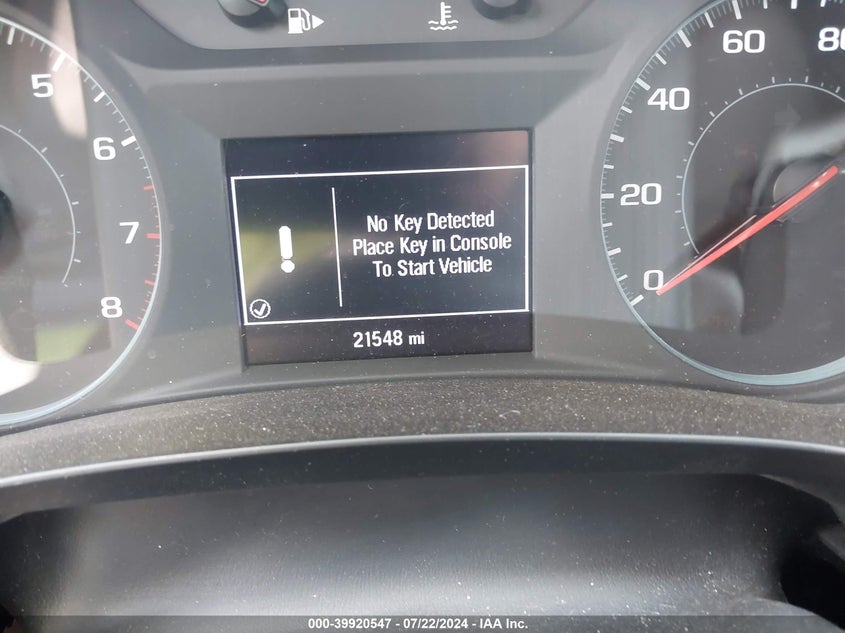 5
6
7
8
No Key Detected
Place Key in Console
To Start Vehicle
21548 mi
0
20
40
60
80
000-39920547 / 07/22/2024 - IAA Inc.